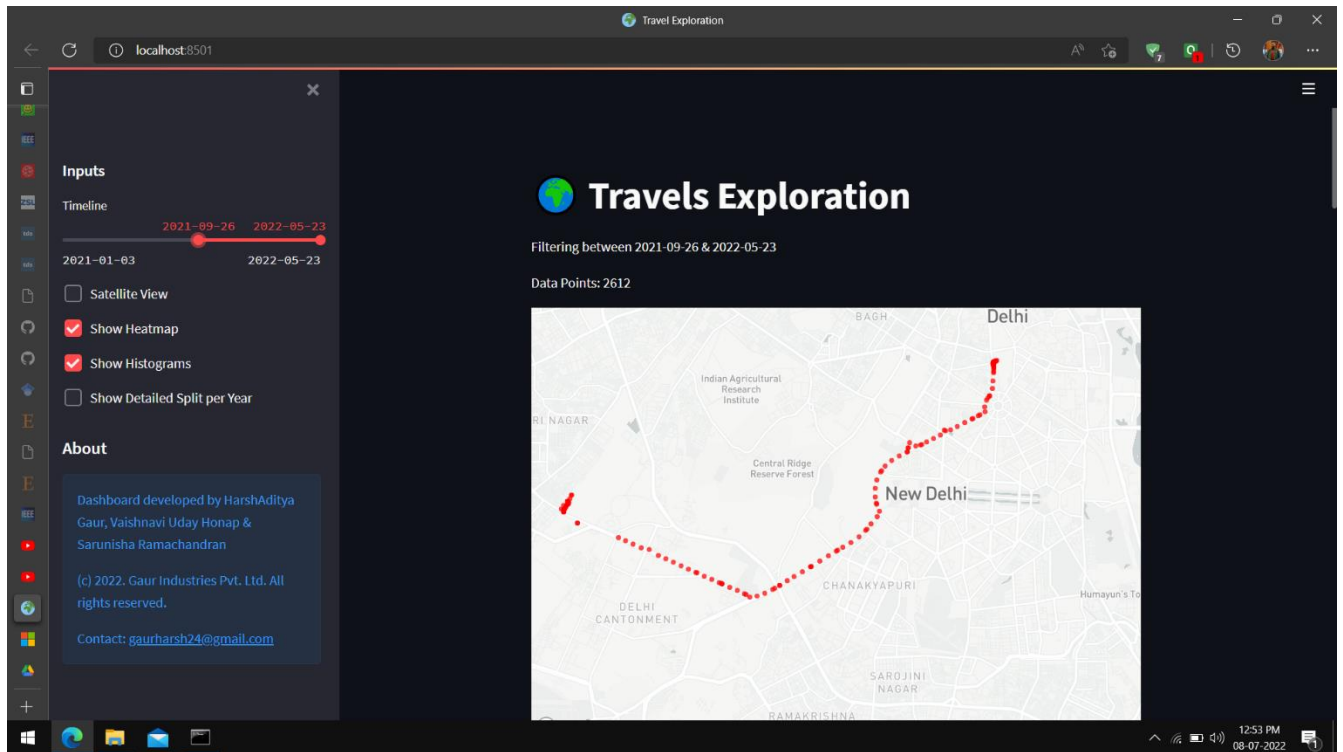 Travel Exploration
localhost:8501
Inputs
Timeline
2021-09-26 2022-05-23
2021-01-03 2022-05-23
Satellite View
Show Heatmap
Show Histograms
Show Detailed Split per Year
About
Dashboard developed by HarshAditya
Gaur, Vaishnavi Uday Honap &
Sarunisha Ramachandran
(c) 2022. Gaur Industries Pvt. Ltd. All
rights reserved.
Contact: gaurharsh24@gmail.com
Travels Exploration
Filtering between 2021-09-26 & 2022-05-23
Data Points: 2612
BAGH
Delhi
Indian Agricultural
Research
Institute
RI NAGAR
Central Ridge
Reserve Forest
New Delhi
CHANAKYAPURI
Humayun's To
DELHI
CANTONMENT
SAROJINI
NAGAR
RAMAKRISHNA
12:53 PM
08-07-2022